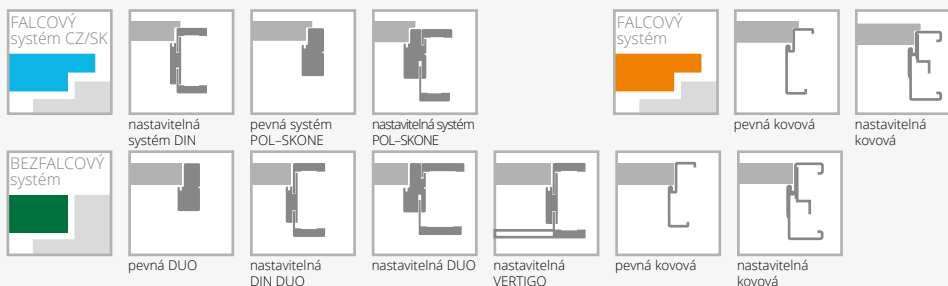 FALCOVÝ
systém CZ/SK
nastavitelná
systém DIN
pevná systém
POL–SKONE
nastavitelná systém
POL–SKONE
FALCOVÝ
systém
pevná kovová
nastavitelná
kovová
BEZFALCOVÝ
systém
pevná DUO
nastavitelná
DIN DUO
nastavitelná DUO
nastavitelná
VERTIGO
pevná kovová
nastavitelná
kovová